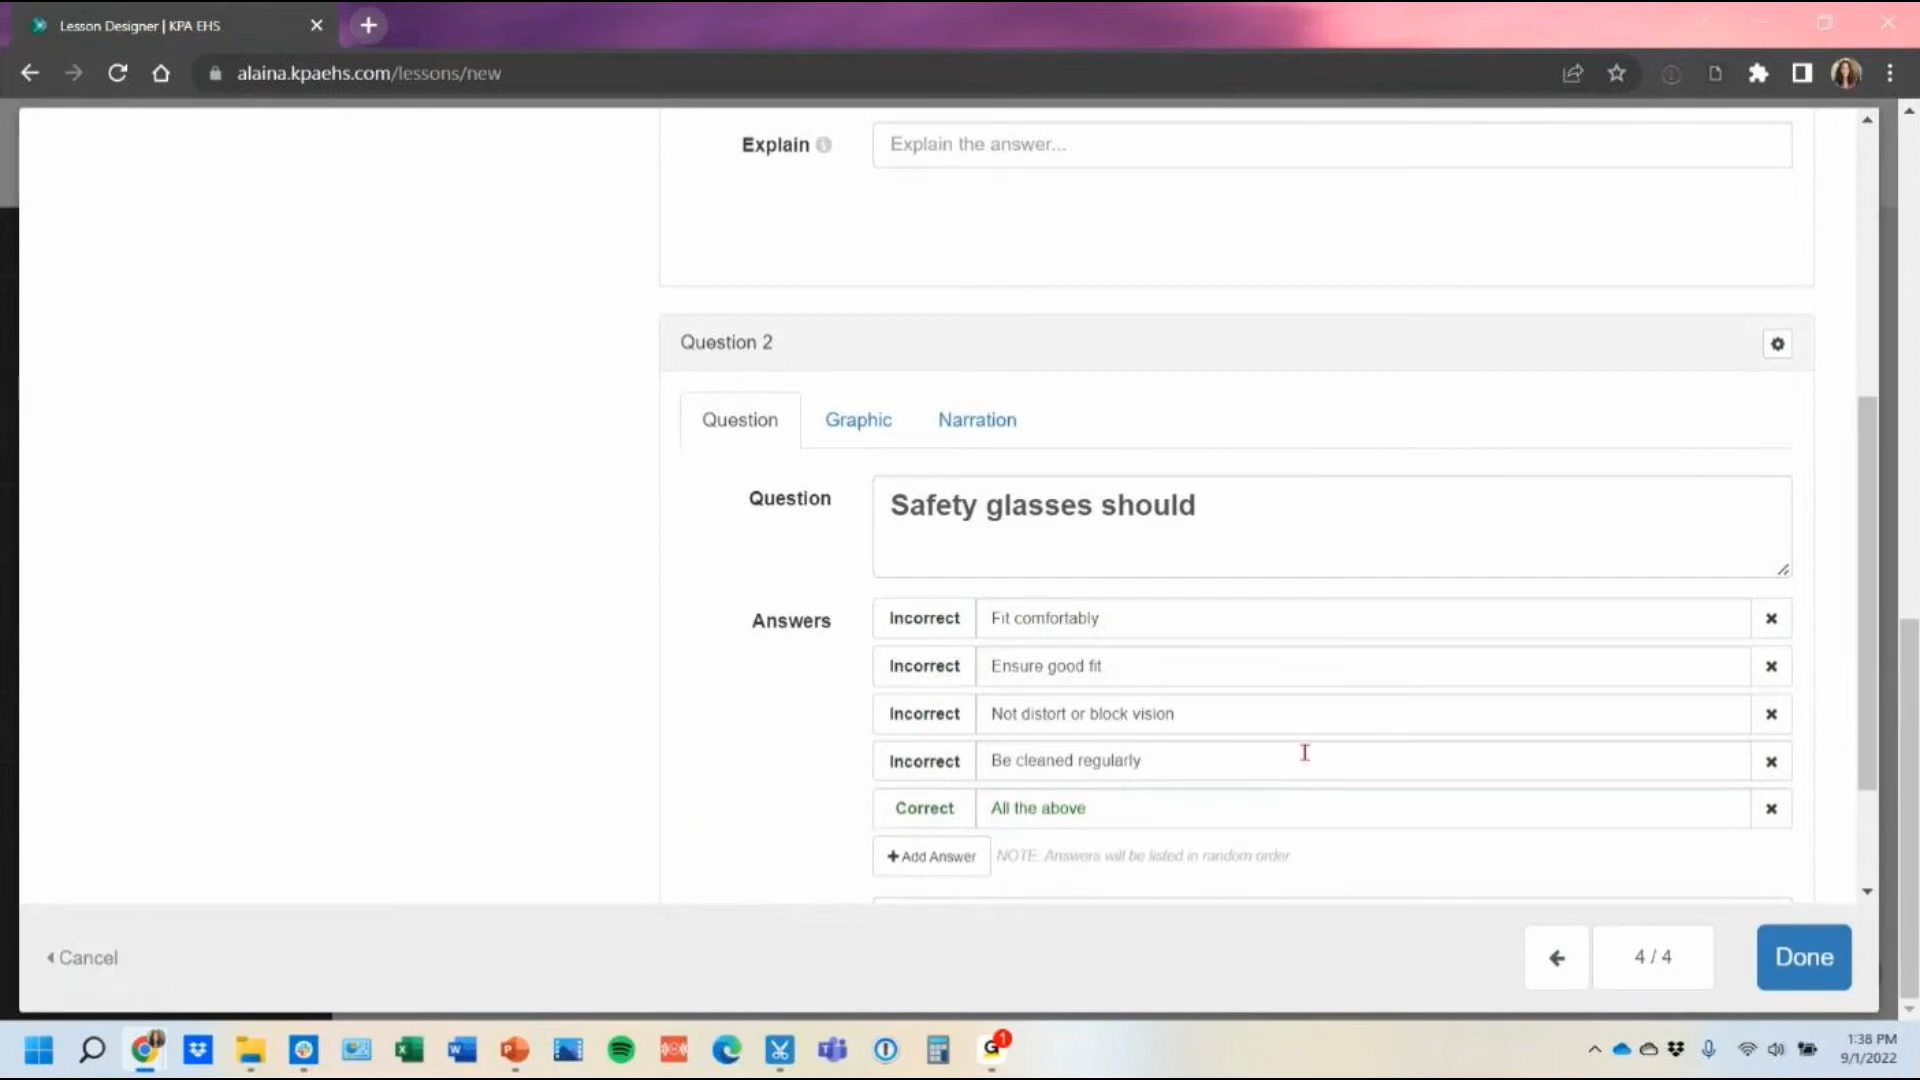 Lesson Designer | KPA EHS
alaina.kpaehs.com/lessons/new
Explain
Explain the answer...
Question 2
Question Graphic Narration
Question Safety glasses should
Answers Incorrect Fit comfortably
Incorrect Ensure good fit
Incorrect Not distort or block vision
Incorrect Be cleaned regularly
Correct All the above
Add Answer NOTE: Answers will be listed in random order
Cancel
4 / 4
Done
1
1:38 PM
9/1/2022